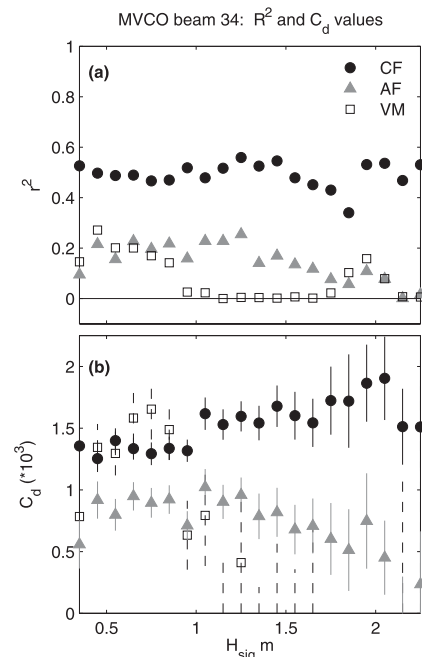 MVCO beam 34: R² and C_d values
(a)
CF
AF
VM
1
0.8
0.6
0.4
0.2
0
r²
(b)
2
1.5
1
0.5
0
C_d (*10³)
0.5 1 1.5 2
H_sig m